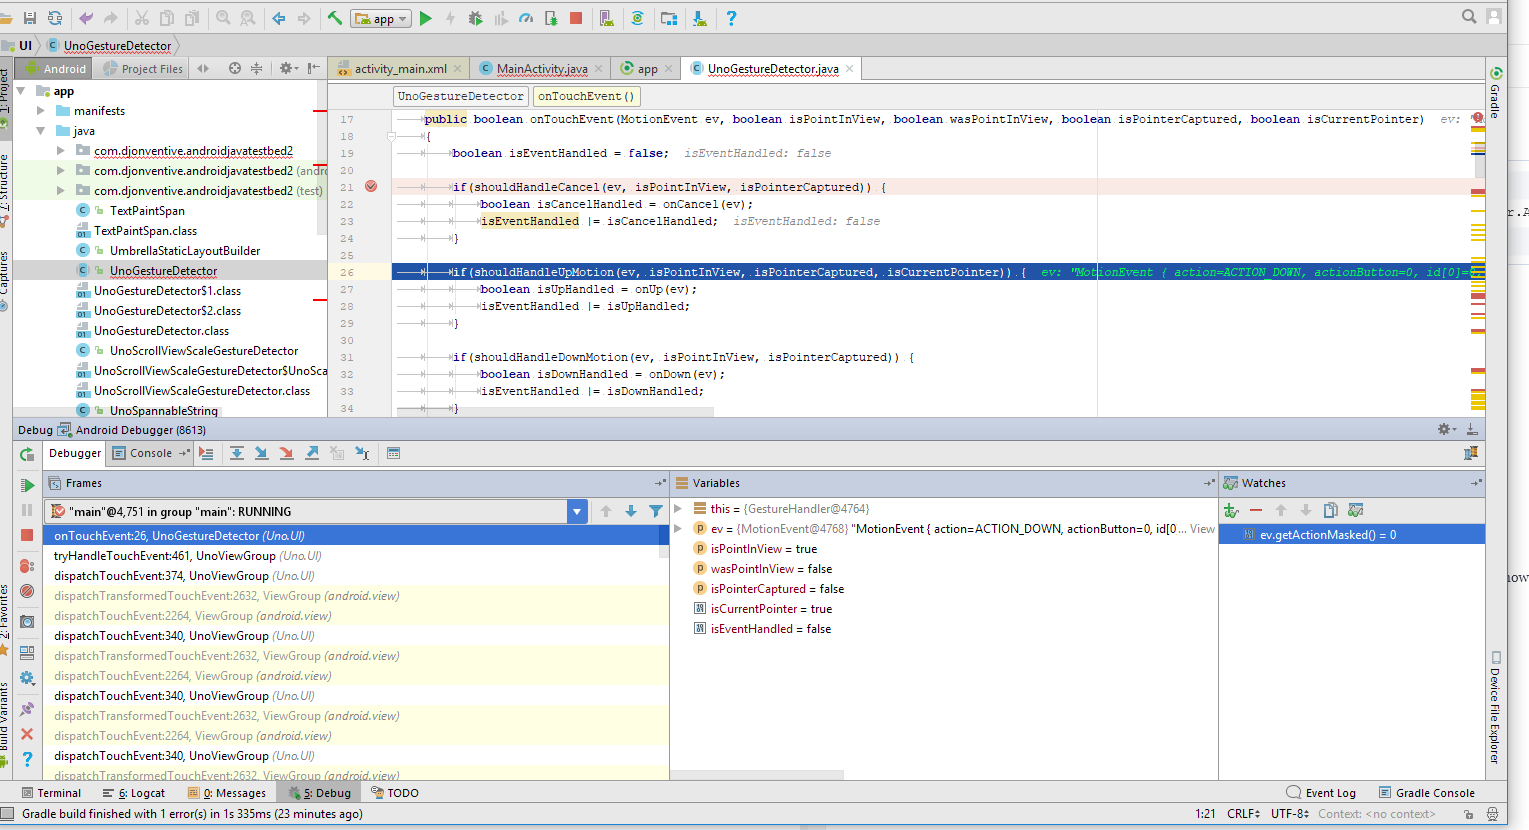 app
UI
UnoGestureDetector
Android
Project Files
activity_main.xml
MainActivity.java
app
UnoGestureDetector.java
1: Project
Z: Structure
Captures
2: Favorites
Build Variants
app
manifests
java
com.djonventive.androidjavatestbed2
com.djonventive.androidjavatestbed2 (andro
com.djonventive.androidjavatestbed2 (test)
TextPaintSpan
TextPaintSpan.class
UmbrellaStaticLayoutBuilder
UnoGestureDetector
UnoGestureDetector$1.class
UnoGestureDetector$2.class
UnoGestureDetector.class
UnoScrollViewScaleGestureDetector
UnoScrollViewScaleGestureDetector$UnoSca
UnoScrollViewScaleGestureDetector.class
UnoSpannableString
UnoGestureDetector
onTouchEvent()
17 public boolean onTouchEvent(MotionEvent ev, boolean isPointInView, boolean wasPointInView, boolean isPointerCaptured, boolean isCurrentPointer) ev:
18 {
19 boolean isEventHandled = false; isEventHandled: false
20
21 if(shouldHandleCancel(ev, isPointInView, isPointerCaptured)) {
22 boolean isCancelHandled = onCancel(ev);
23 isEventHandled |= isCancelHandled; isEventHandled: false
24 }
25
26 if(shouldHandleUpMotion(ev, isPointInView, isPointerCaptured, isCurrentPointer)) { ev: "MotionEvent { action=ACTION_DOWN, actionButton=0, id[0]=0,
27 boolean isUpHandled = onUp(ev);
28 isEventHandled |= isUpHandled;
29 }
30
31 if(shouldHandleDownMotion(ev, isPointInView, isPointerCaptured)) {
32 boolean isDownHandled = onDown(ev);
33 isEventHandled |= isDownHandled;
34 }
Gradle
Device File Explorer
r.A
now
Debug Android Debugger (8613)
Debugger
Console
Frames
"main"@4,751 in group "main": RUNNING
onTouchEvent:26, UnoGestureDetector (Uno.UI)
tryHandleTouchEvent:461, UnoViewGroup (Uno.UI)
dispatchTouchEvent:374, UnoViewGroup (Uno.UI)
dispatchTransformedTouchEvent:2632, ViewGroup (android.view)
dispatchTouchEvent:2264, ViewGroup (android.view)
dispatchTouchEvent:340, UnoViewGroup (Uno.UI)
dispatchTransformedTouchEvent:2632, ViewGroup (android.view)
dispatchTouchEvent:2264, ViewGroup (android.view)
dispatchTouchEvent:340, UnoViewGroup (Uno.UI)
dispatchTransformedTouchEvent:2632, ViewGroup (android.view)
dispatchTouchEvent:2264, ViewGroup (android.view)
dispatchTouchEvent:340, UnoViewGroup (Uno.UI)
dispatchTransformedTouchEvent:2632, ViewGroup (android.view)
Variables
this = {GestureHandler@4764}
ev = {MotionEvent@4768} "MotionEvent { action=ACTION_DOWN, actionButton=0, id[0... View
isPointInView = true
wasPointInView = false
isPointerCaptured = false
isCurrentPointer = true
isEventHandled = false
Watches
ev.getActionMasked() = 0
Terminal
6: Logcat
0: Messages
5: Debug
TODO
Event Log
Gradle Console
Gradle build finished with 1 error(s) in 1s 335ms (23 minutes ago)
1:21
CRLF
UTF-8
Context: <no context>